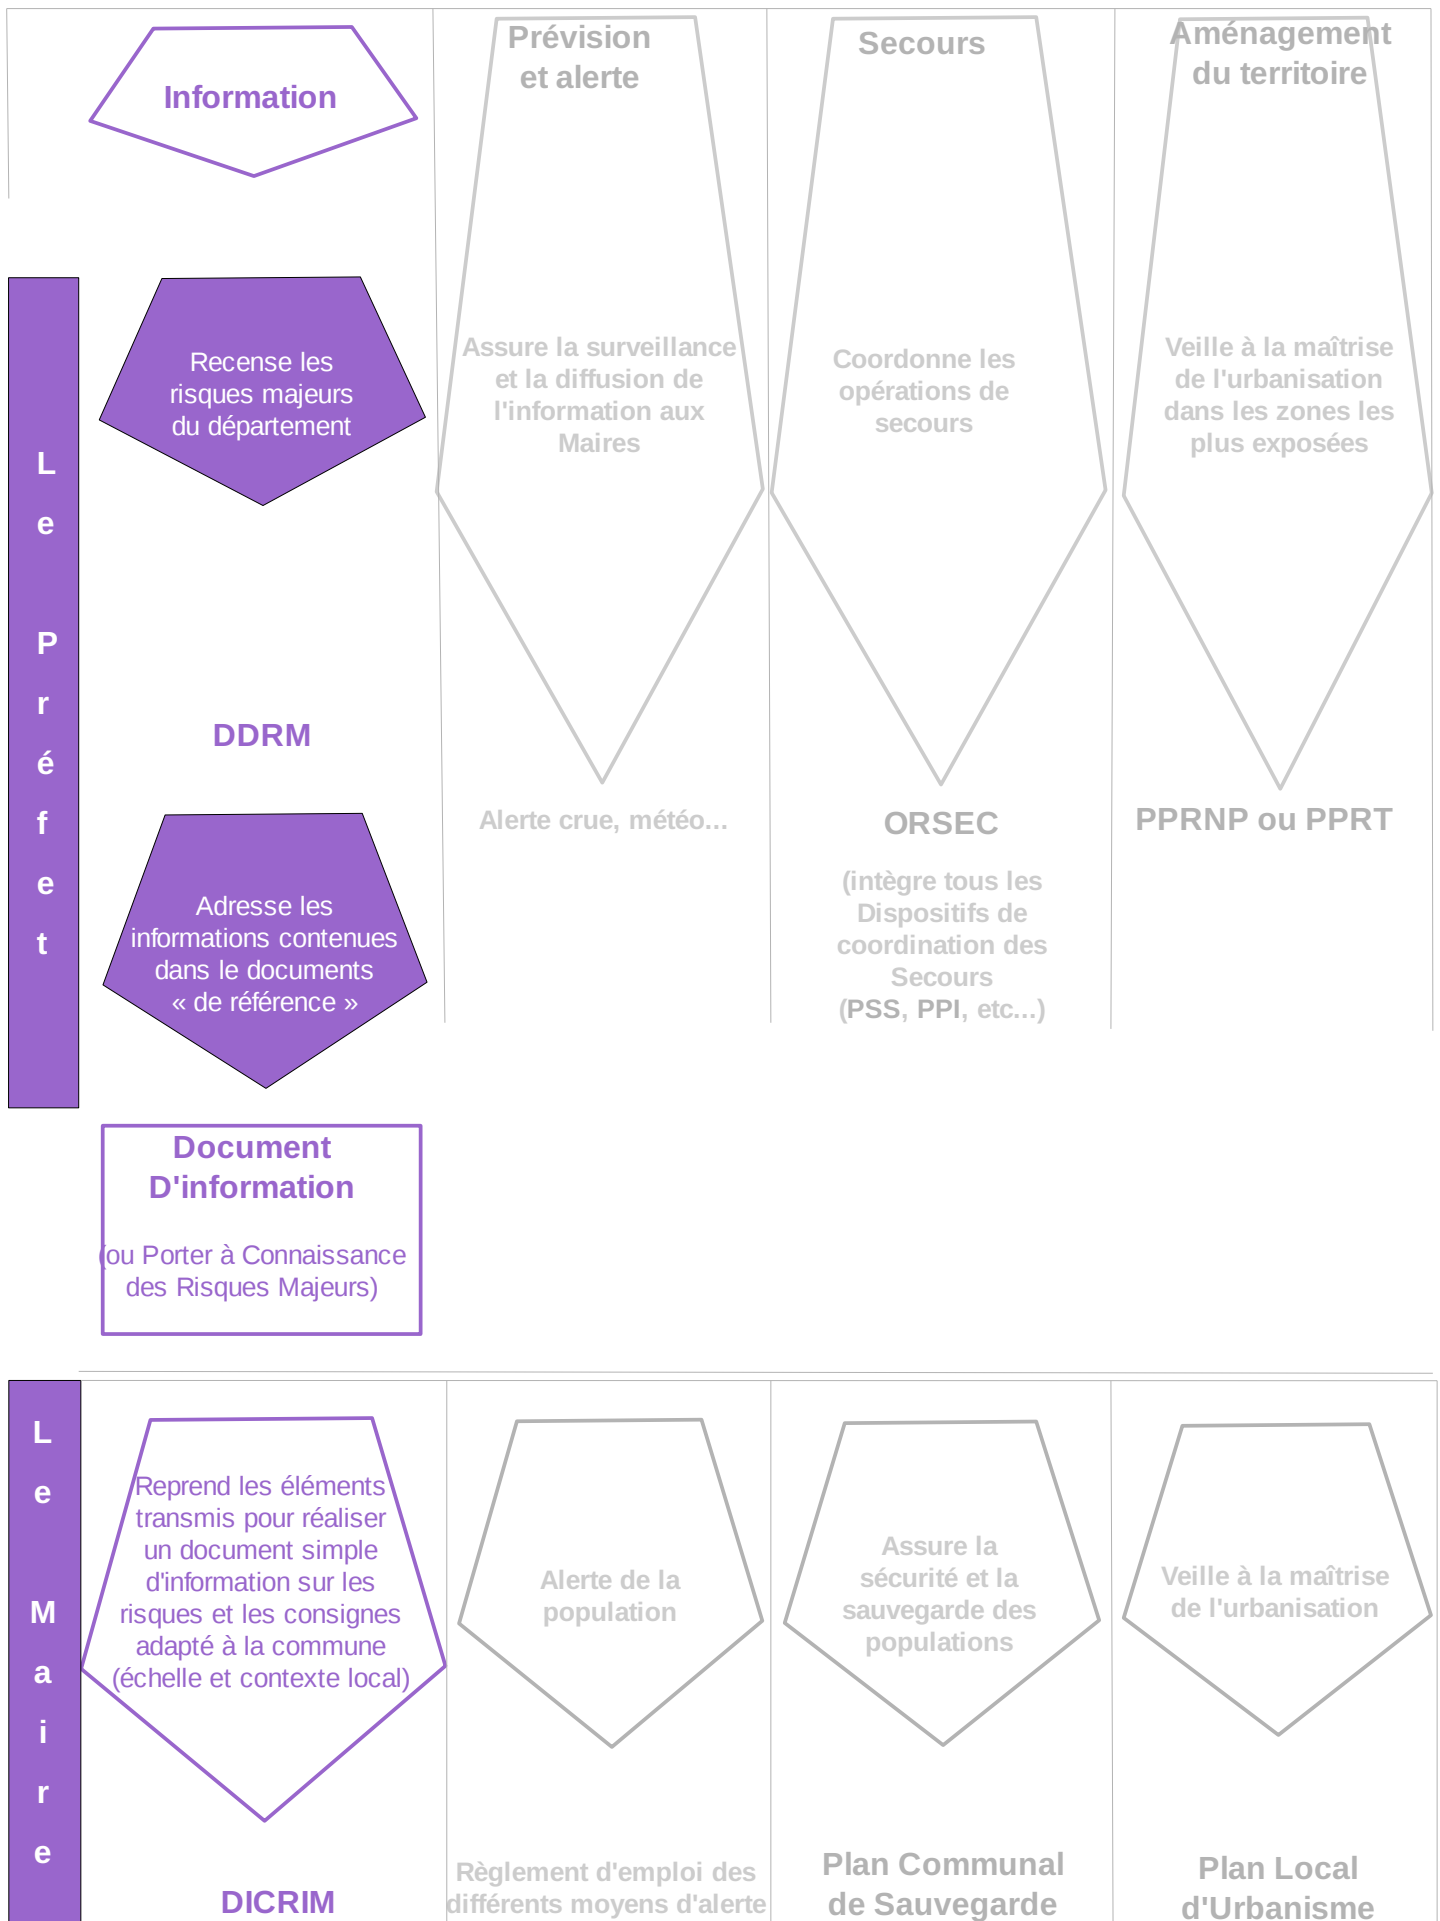 Information
Prévision
et alerte
Secours
Aménagement
du territoire
Le Préfet
Recense les
risques majeurs
du département
Assure la surveillance
et la diffusion de
l'information aux
Maires
Coordonne les
opérations de
secours
Veille à la maîtrise
de l'urbanisation
dans les zones les
plus exposées
DDRM
Alerte crue, météo...
ORSEC
(intègre tous les
Dispositifs de
coordination des
Secours
(PSS, PPI, etc...)
PPRNP ou PPRT
Adresse les
informations contenues
dans le documents
« de référence »
Document
D'information
(ou Porter à Connaissance
des Risques Majeurs)
Le Maire
Reprend les éléments
transmis pour réaliser
un document simple
d'information sur les
risques et les consignes
adapté à la commune
(échelle et contexte local)
Alerte de la
population
Assure la
sécurité et la
sauvegarde des
populations
Veille à la maîtrise
de l'urbanisation
DICRIM
Règlement d'emploi des
différents moyens d'alerte
Plan Communal
de Sauvegarde
Plan Local
d'Urbanisme